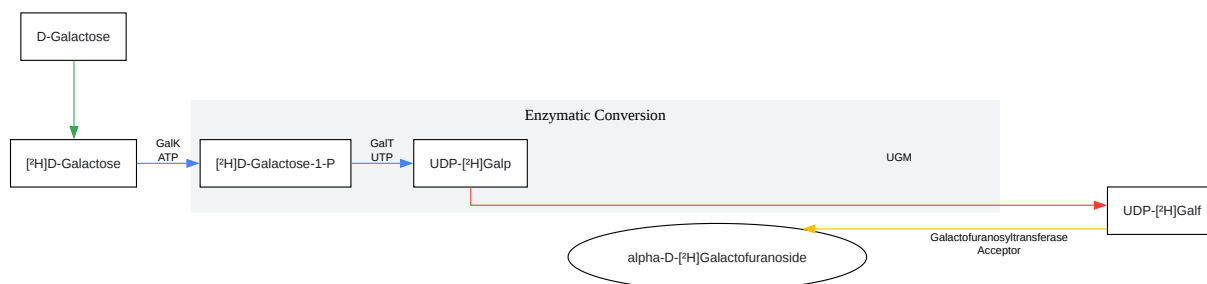 D-Galactose
Enzymatic Conversion
GalK
ATP
GalT
UTP
UGM
[²H]D-Galactose
[²H]D-Galactose-1-P
UDP-[²H]Galp
UDP-[²H]Galf
Galactofuranosyltransferase
Acceptor
alpha-D-[²H]Galactofuranoside